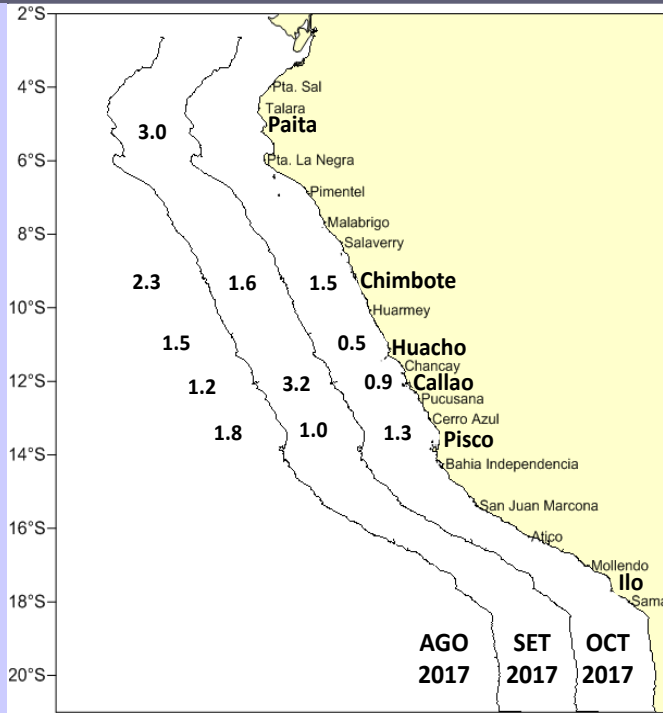 2°S
4°S
Pta. Sal
Talara
3.0
Paita
6°S
Pta. La Negra
Pimentel
8°S
Malabrigo
Salaverry
2.3
1.6
1.5
Chimbote
10°S
Huarmey
1.5
0.5
Huacho
Chancay
12°S
1.2
3.2
0.9
Callao
Pucusana
Cerro Azul
1.8
1.0
1.3
Pisco
14°S
Bahia Independencia
San Juan Marcona
16°S
Atico
Mollendo
Ilo
18°S
Sama
AGO
2017
SET
2017
OCT
2017
20°S